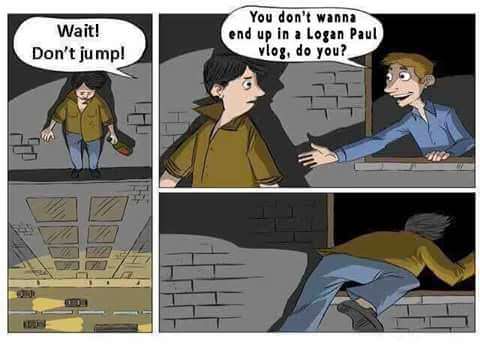 Wait!
Don't jump!
You don't wanna
end up in a Logan Paul
vlog, do you?